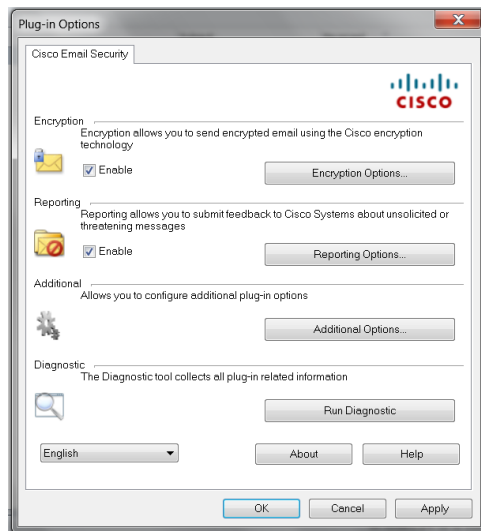 Plug-in Options
Cisco Email Security
CISCO
Encryption
Encryption allows you to send encrypted email using the Cisco encryption
technology
Enable
Encryption Options...
Reporting
Reporting allows you to submit feedback to Cisco Systems about unsolicited or
threatening messages
Enable
Reporting Options...
Additional
Allows you to configure additional plug-in options
Additional Options...
Diagnostic
The Diagnostic tool collects all plug-in related information
Run Diagnostic
English
About
Help
OK
Cancel
Apply